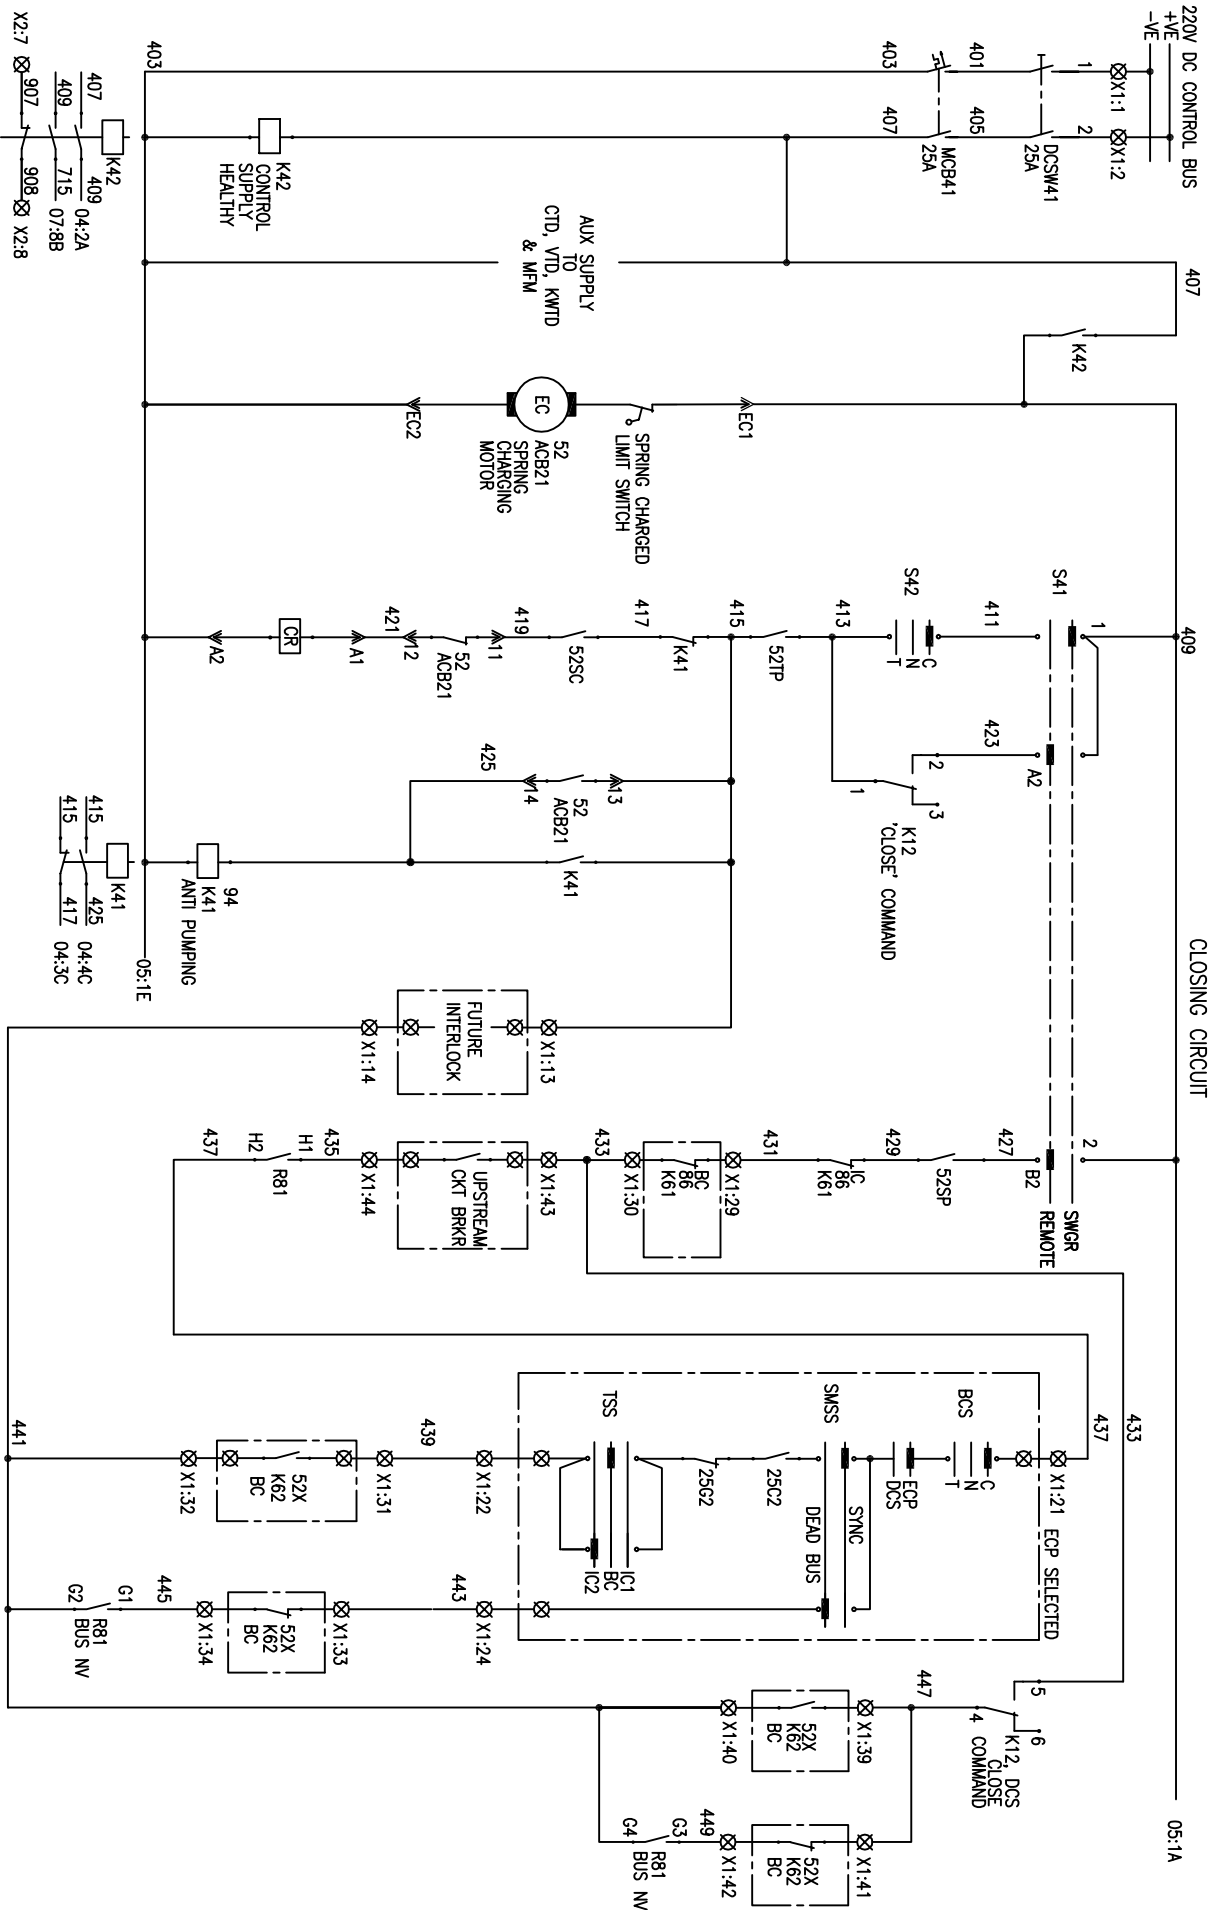 CLOSING CIRCUIT
220V DC CONTROL BUS
+VE
-VE
X1:1
X1:2
1
2
DCSW41
25A
401
405
MCB41
25A
403
407
403
K42
CONTROL
SUPPLY
HEALTHY
K42
407
409
04:2A
409
715
07:8B
907
908
X2:7
X2:8
407
K42
AUX SUPPLY
TO
CTD, VTD, KWTD
& MFM
EC1
SPRING CHARGED
LIMIT SWITCH
EC
52
ACB21
SPRING
CHARGING
MOTOR
EC2
409
S41
1
A2
2
B2
SWGR
REMOTE
411
S42
C
N
T
413
423
2
3
1
K12
'CLOSE' COMMAND
52TP
415
K41
417
52SC
419
11
52
ACB21
12
421
A1
CR
A2
13
52
ACB21
14
425
K41
94
K41
ANTI PUMPING
K41
415
425
04:4C
415
417
04:3C
05:1E
X1:13
FUTURE
INTERLOCK
X1:14
427
52SP
429
IC
86
K61
431
X1:29
BC
86
K61
X1:30
433
X1:43
UPSTREAM
CKT BRKR
X1:44
435
H1
R81
H2
437
433
437
X1:21
ECP SELECTED
BCS
C
N
T
ECP
DCS
SMSS
SYNC
DEAD BUS
25C2
25G2
TSS
IC1
BC
IC2
X1:22
439
X1:31
52X
K62
BC
X1:32
441
X1:24
443
X1:33
52X
K62
BC
X1:34
445
G1
R81
BUS NV
G2
5
6
4
K12, DCS
CLOSE
COMMAND
447
X1:39
52X
K62
BC
X1:40
X1:41
52X
K62
BC
X1:42
449
G3
R81
BUS NV
G4
05:1A